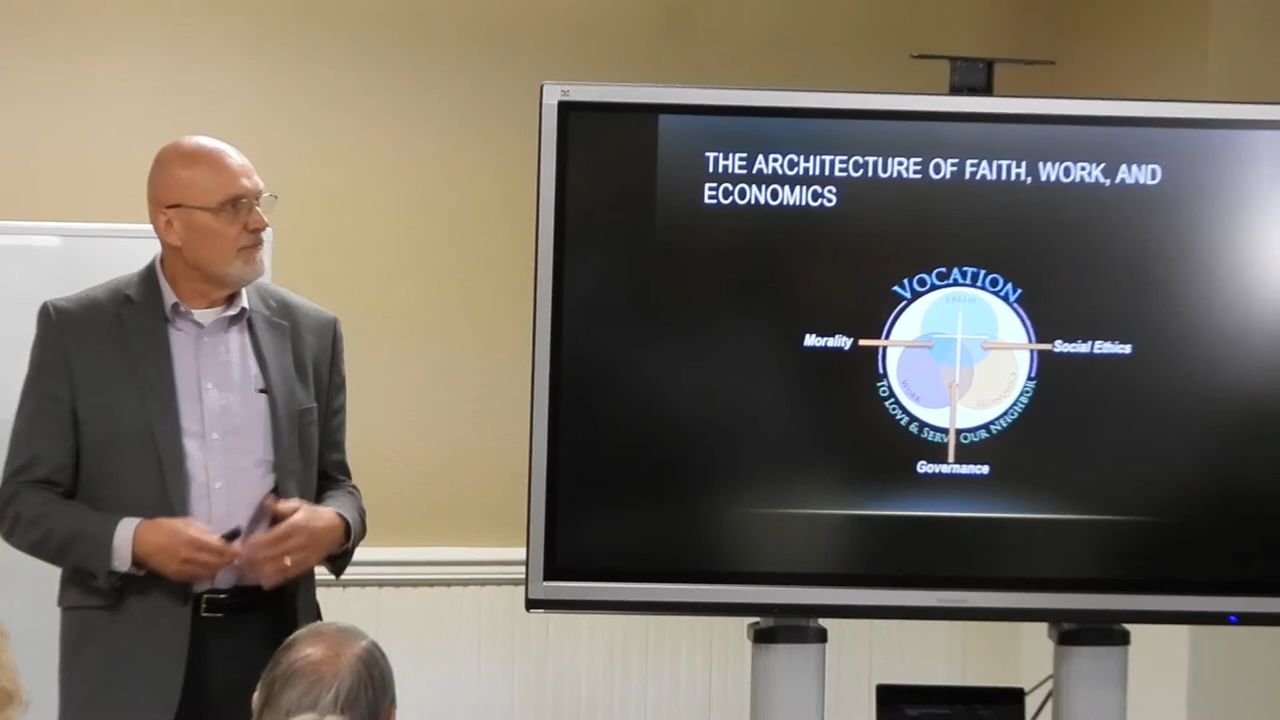 THE ARCHITECTURE OF FAITH, WORK, AND
ECONOMICS
VOCATION
FAITH
Morality
Social Ethics
WORK
ECONOMICS
TO LOVE & SERVE OUR NEIGHBOR
Governance